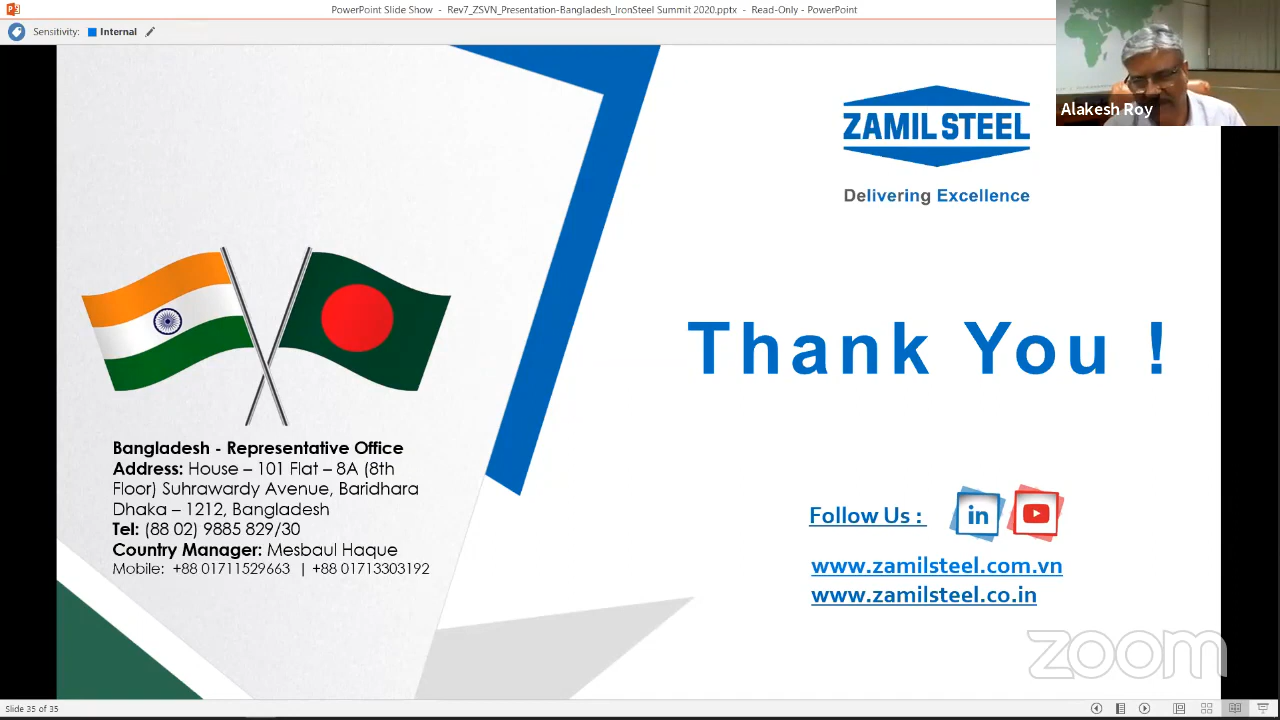 PowerPoint Slide Show - Rev7_ZSVN_Presentation-Bangladesh_IronSteel Summit 2020.pptx - Read-Only - PowerPoint
Sensitivity: Internal
Alakesh Roy
ZAMIL STEEL
Delivering Excellence
Thank You !
Bangladesh - Representative Office
Address: House – 101 Flat – 8A (8th
Floor) Suhrawardy Avenue, Baridhara
Dhaka – 1212, Bangladesh
Tel: (88 02) 9885 829/30
Country Manager: Mesbaul Haque
Mobile: +88 01711529663 | +88 01713303192
Follow Us :
in
www.zamilsteel.com.vn
www.zamilsteel.co.in
zoom
Slide 35 of 35